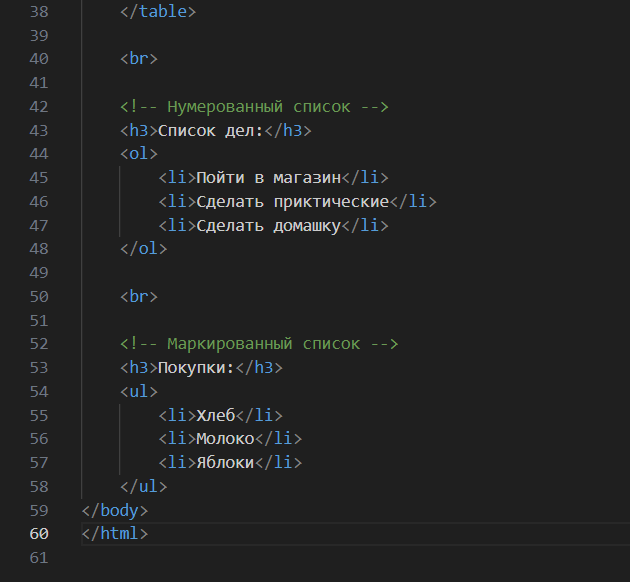 38 </table>
39
40 <br>
41
42 <!-- Нумерованный список -->
43 <h3>Список дел:</h3>
44 <ol>
45 <li>Пойти в магазин</li>
46 <li>Сделать приктические</li>
47 <li>Сделать домашку</li>
48 </ol>
49
50 <br>
51
52 <!-- Маркированный список -->
53 <h3>Покупки:</h3>
54 <ul>
55 <li>Хлеб</li>
56 <li>Молоко</li>
57 <li>Яблоки</li>
58 </ul>
59 </body>
60 </html>
61